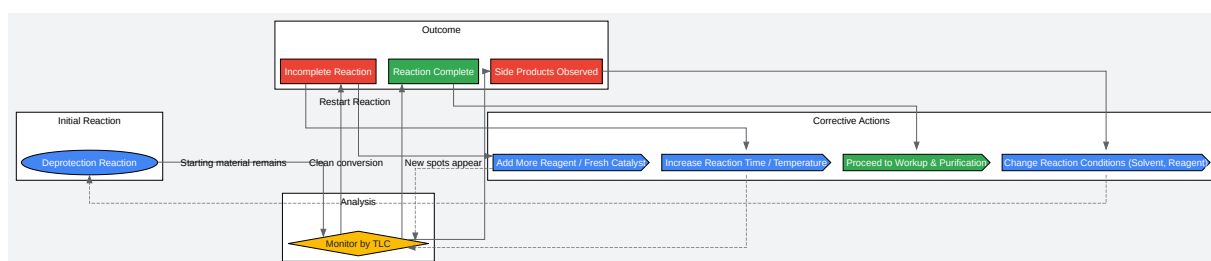 Outcome
Incomplete Reaction
Reaction Complete
Side Products Observed
Restart Reaction
Initial Reaction
Corrective Actions
Deprotection Reaction
Starting material remains
Clean conversion
New spots appear
Add More Reagent / Fresh Catalyst
Increase Reaction Time / Temperature
Proceed to Workup & Purification
Change Reaction Conditions (Solvent, Reagent)
Analysis
Monitor by TLC